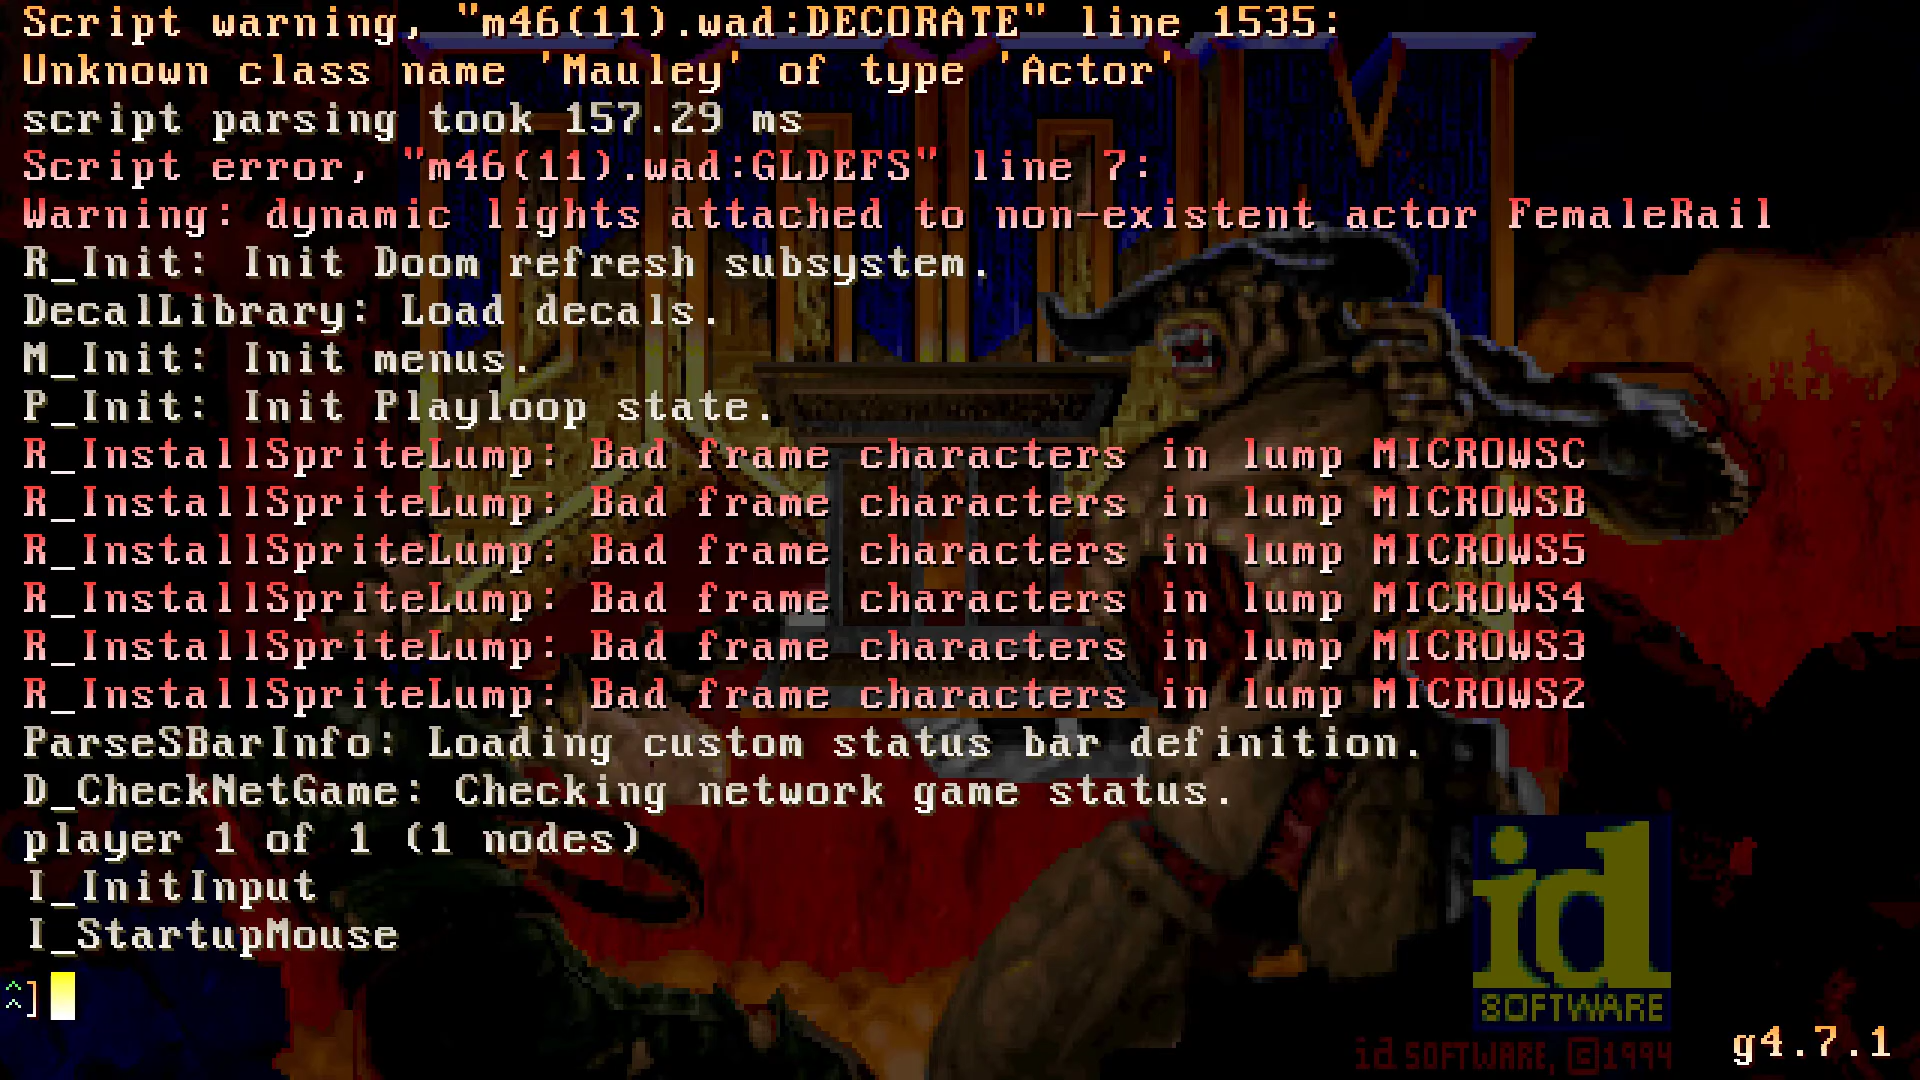 Script warning, "m46(11).wad:DECORATE" line 1535:
Unknown class name 'Mauley' of type 'Actor'
script parsing took 157.29 ms
Script error, "m46(11).wad:GLDEFS" line 7:
Warning: dynamic lights attached to non-existent actor FemaleRail
R_Init: Init Doom refresh subsystem.
DecalLibrary: Load decals.
M_Init: Init menus.
P_Init: Init Playloop state.
R_InstallSpriteLump: Bad frame characters in lump MICROWSC
R_InstallSpriteLump: Bad frame characters in lump MICROWSB
R_InstallSpriteLump: Bad frame characters in lump MICROWS5
R_InstallSpriteLump: Bad frame characters in lump MICROWS4
R_InstallSpriteLump: Bad frame characters in lump MICROWS3
R_InstallSpriteLump: Bad frame characters in lump MICROWS2
ParseSBarInfo: Loading custom status bar definition.
D_CheckNetGame: Checking network game status.
player 1 of 1 (1 nodes)
I_InitInput
I_StartupMouse
]
id
SOFTWARE
id SOFTWARE, ©1994
g4.7.1
DOOM
II